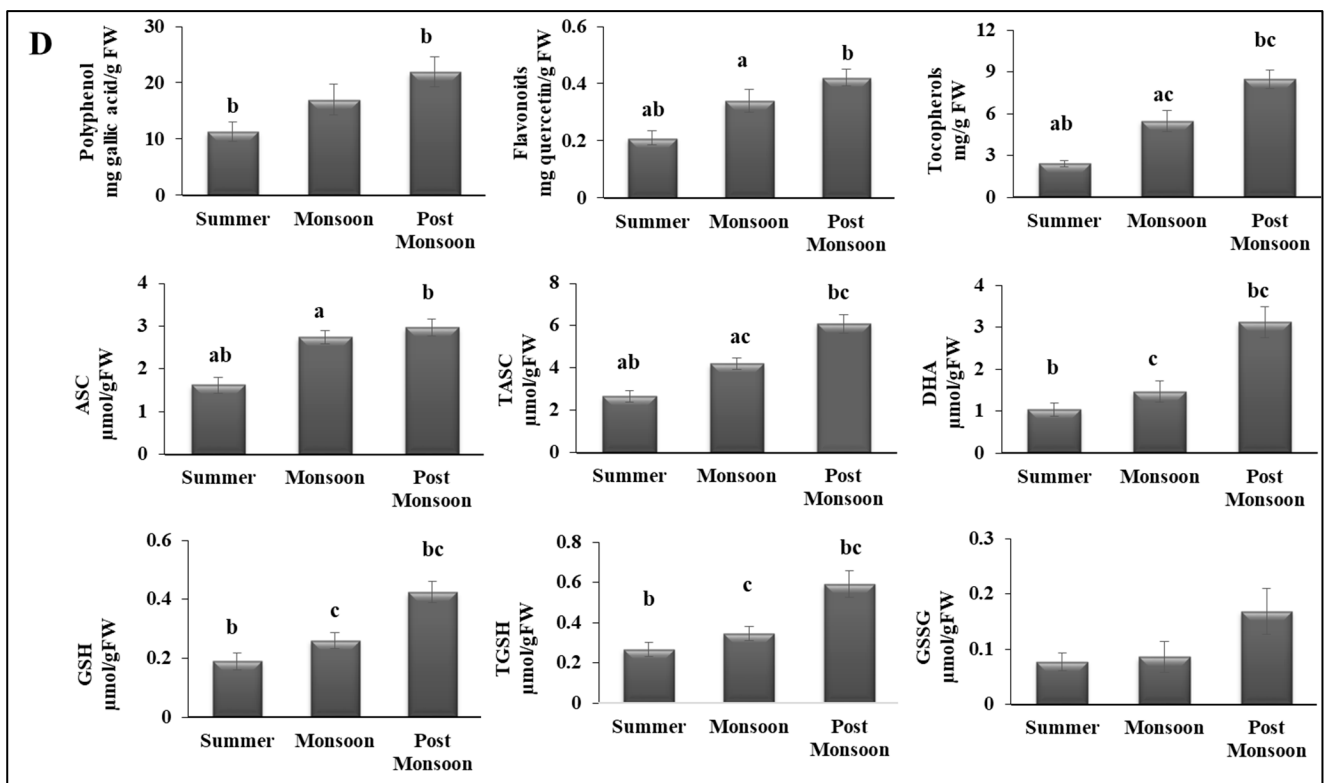 D
Polyphenol
mg gallic acid/g FW
30
20
10
0
b
b
Summer
Monsoon
Post
Monsoon
Flavonoids
mg quercetin/g FW
0.6
0.4
0.2
0
ab
a
b
Summer
Monsoon
Post
Monsoon
Tocopherols
mg/g FW
12
9
6
3
0
ab
ac
bc
Summer
Monsoon
Post
Monsoon
ASC
µmol/gFW
4
3
2
1
0
ab
a
b
Summer
Monsoon
Post
Monsoon
TASC
µmol/gFW
8
6
4
2
0
ab
ac
bc
Summer
Monsoon
Post
Monsoon
DHA
µmol/gFW
4
3
2
1
0
b
c
bc
Summer
Monsoon
Post
Monsoon
GSH
µmol/gFW
0.6
0.4
0.2
0
b
c
bc
Summer
Monsoon
Post
Monsoon
TGSH
µmol/gFW
0.8
0.6
0.4
0.2
0
b
c
bc
Summer
Monsoon
Post
Monsoon
GSSG
µmol/gFW
0.3
0.2
0.1
0
Summer
Monsoon
Post
Monsoon